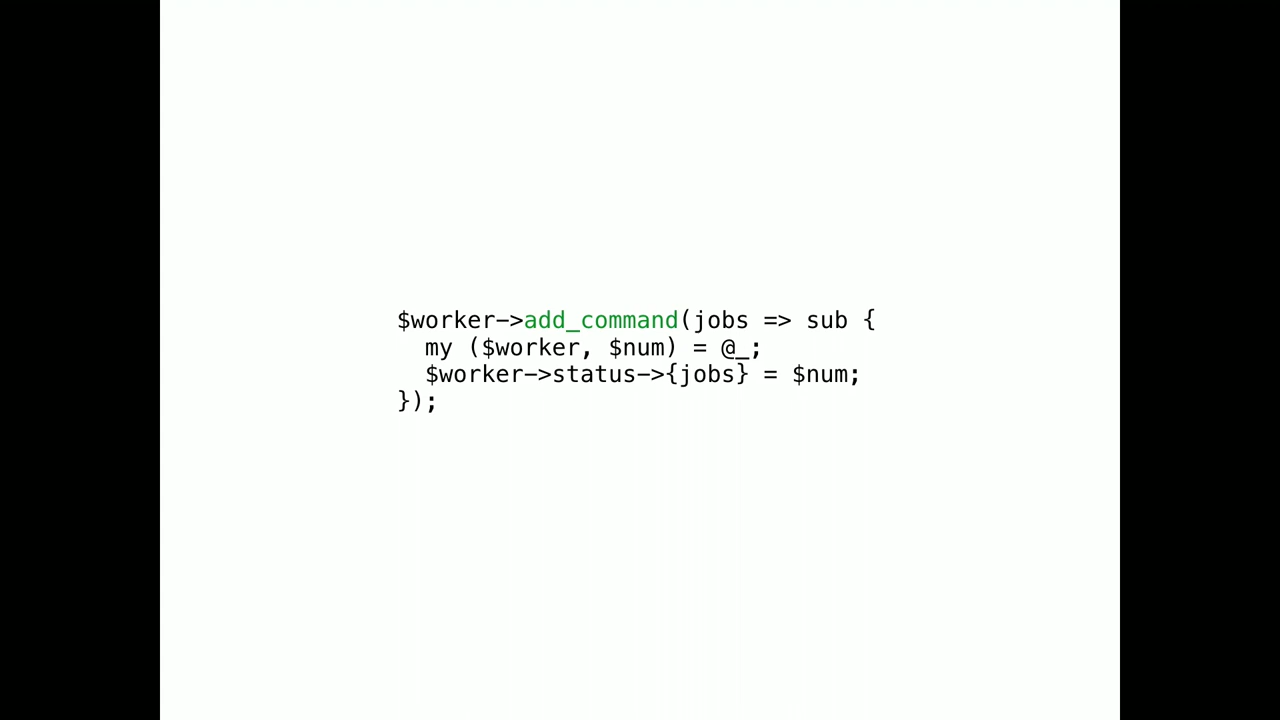 $worker->add_command(jobs => sub {
  my ($worker, $num) = @_;
  $worker->status->{jobs} = $num;
});